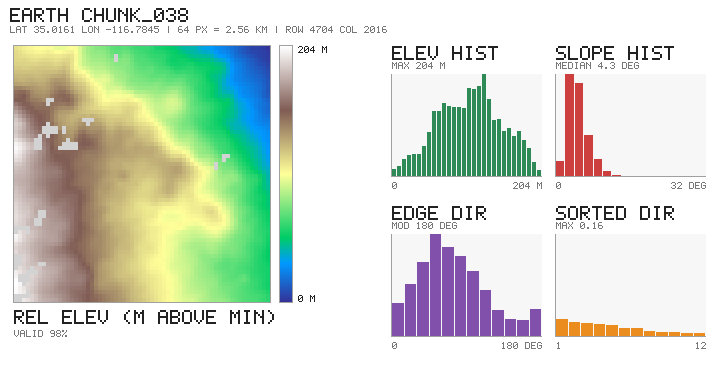 EARTH CHUNK_038
LAT 35.0161 LON -116.7845 | 64 PX = 2.56 KM | ROW 4704 COL 2016
204 M
0 M
REL ELEV (M ABOVE MIN)
VALID 98%
ELEV HIST
MAX 204 M
0 204 M
SLOPE HIST
MEDIAN 4.3 DEG
0 32 DEG
EDGE DIR
MOD 180 DEG
0 180 DEG
SORTED DIR
MAX 0.16
1 12